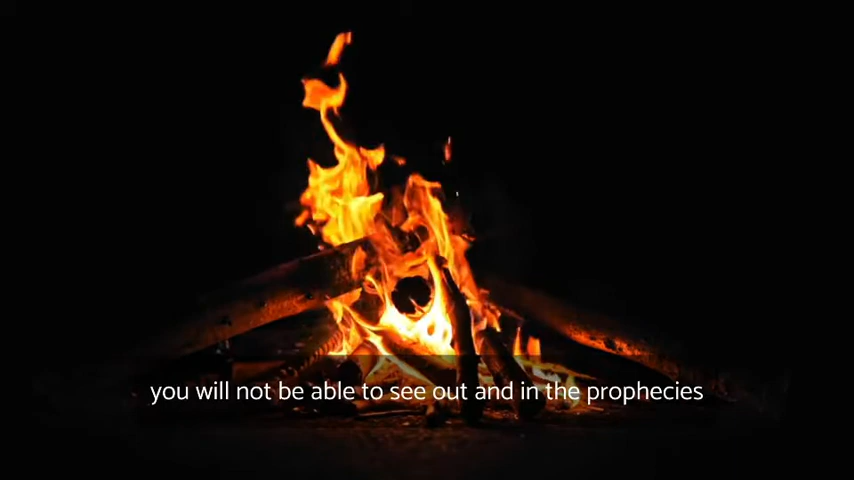 you will not be able to see out and in the prophecies